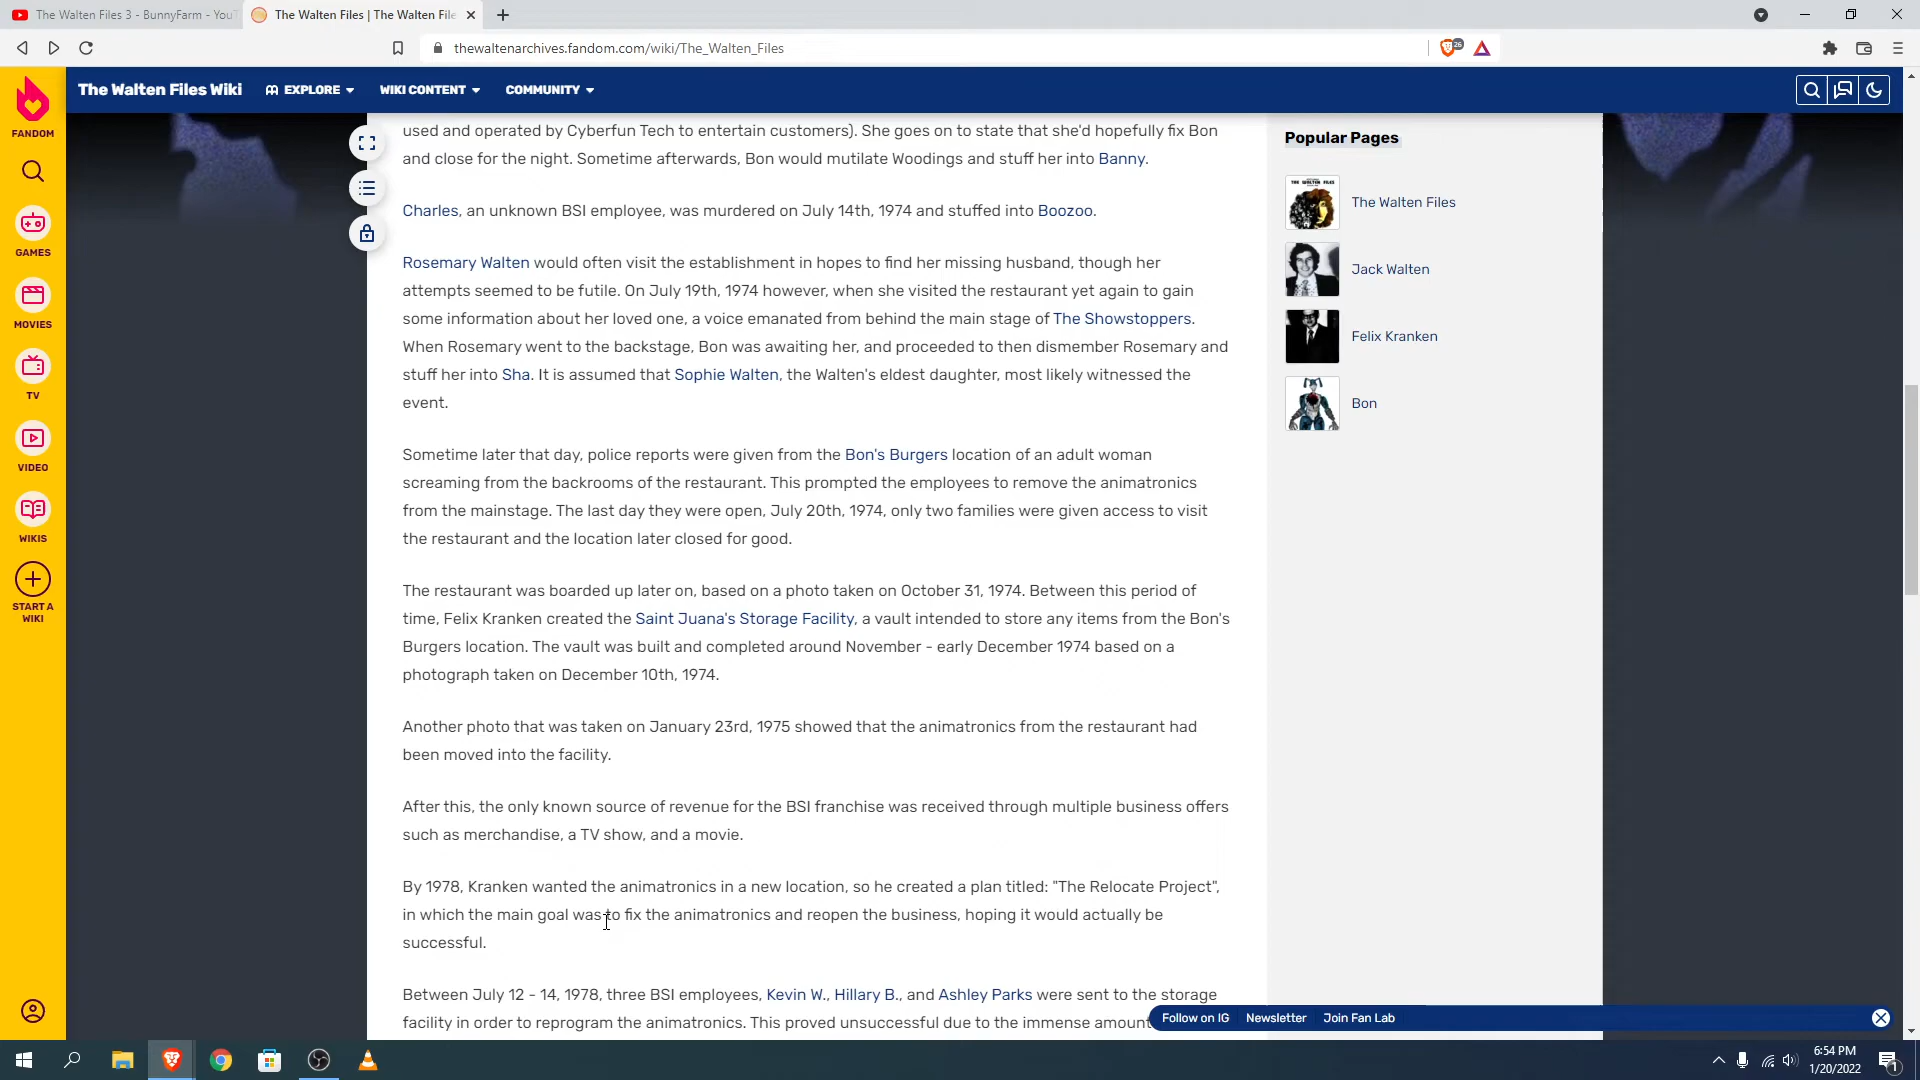 The Walten Files 3 - BunnyFarm - YouT
The Walten Files | The Walten File
thewaltenarchives.fandom.com/wiki/The_Walten_Files
26
The Walten Files Wiki
EXPLORE
WIKI CONTENT
COMMUNITY
FANDOM
GAMES
MOVIES
TV
VIDEO
WIKIS
START A
WIKI
used and operated by Cyberfun Tech to entertain customers). She goes on to state that she'd hopefully fix Bon
and close for the night. Sometime afterwards, Bon would mutilate Woodings and stuff her into Banny.
Charles, an unknown BSI employee, was murdered on July 14th, 1974 and stuffed into Boozoo.
Rosemary Walten would often visit the establishment in hopes to find her missing husband, though her
attempts seemed to be futile. On July 19th, 1974 however, when she visited the restaurant yet again to gain
some information about her loved one, a voice emanated from behind the main stage of The Showstoppers.
When Rosemary went to the backstage, Bon was awaiting her, and proceeded to then dismember Rosemary and
stuff her into Sha. It is assumed that Sophie Walten, the Walten's eldest daughter, most likely witnessed the
event.
Sometime later that day, police reports were given from the Bon's Burgers location of an adult woman
screaming from the backrooms of the restaurant. This prompted the employees to remove the animatronics
from the mainstage. The last day they were open, July 20th, 1974, only two families were given access to visit
the restaurant and the location later closed for good.
The restaurant was boarded up later on, based on a photo taken on October 31, 1974. Between this period of
time, Felix Kranken created the Saint Juana's Storage Facility, a vault intended to store any items from the Bon's
Burgers location. The vault was built and completed around November - early December 1974 based on a
photograph taken on December 10th, 1974.
Another photo that was taken on January 23rd, 1975 showed that the animatronics from the restaurant had
been moved into the facility.
After this, the only known source of revenue for the BSI franchise was received through multiple business offers
such as merchandise, a TV show, and a movie.
By 1978, Kranken wanted the animatronics in a new location, so he created a plan titled: "The Relocate Project",
in which the main goal was to fix the animatronics and reopen the business, hoping it would actually be
successful.
Between July 12 - 14, 1978, three BSI employees, Kevin W., Hillary B., and Ashley Parks were sent to the storage
facility in order to reprogram the animatronics. This proved unsuccessful due to the immense amount
Popular Pages
The Walten Files
Jack Walten
Felix Kranken
Bon
Follow on IG
Newsletter
Join Fan Lab
6:54 PM
1/20/2022
1